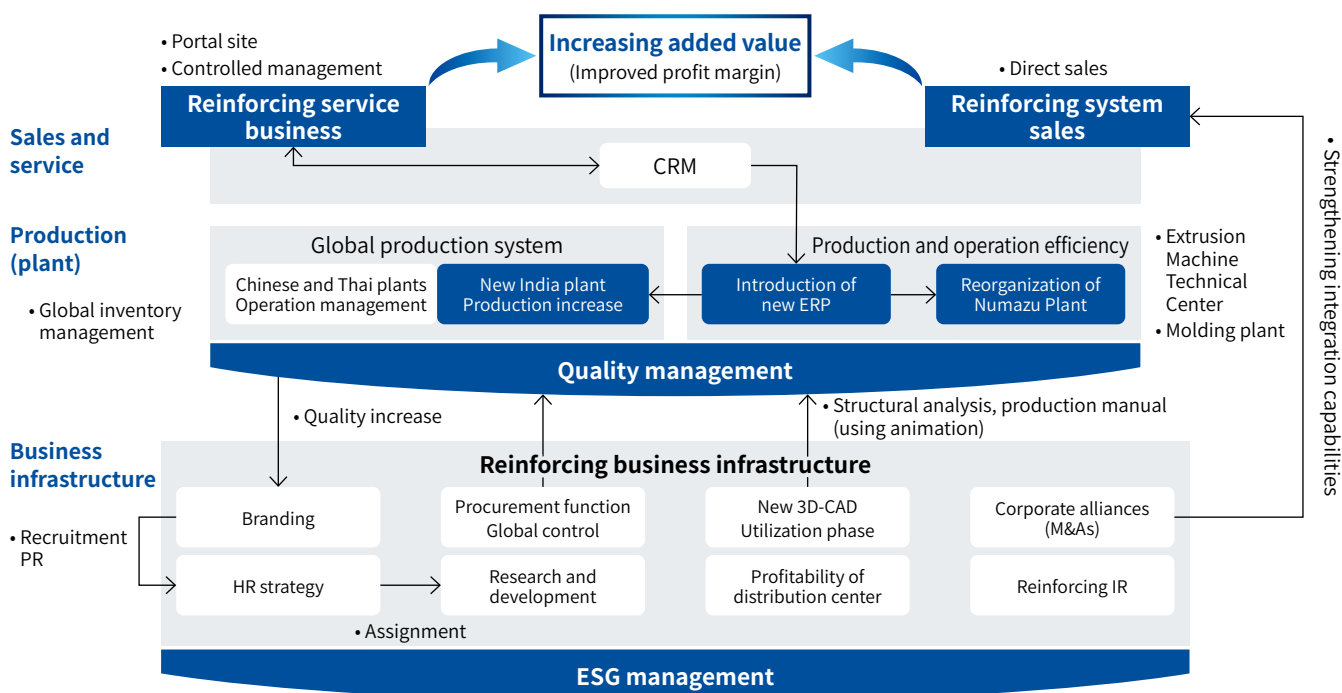 • Portal site
• Controlled management
Increasing added value
(Improved profit margin)
• Direct sales
Reinforcing service
business
Reinforcing system
sales
Sales and
service
CRM
• Strengthening integration capabilities
Production
(plant)
• Global inventory
management
Global production system
Chinese and Thai plants
Operation management
New India plant
Production increase
Production and operation efficiency
Introduction of
new ERP
Reorganization of
Numazu Plant
• Extrusion
Machine
Technical
Center
• Molding plant
Quality management
• Quality increase
• Structural analysis, production manual
(using animation)
Business
infrastructure
Reinforcing business infrastructure
• Recruitment
PR
Branding
Procurement function
Global control
New 3D-CAD
Utilization phase
Corporate alliances
(M&As)
HR strategy
Research and
development
Profitability of
distribution center
Reinforcing IR
• Assignment
ESG management